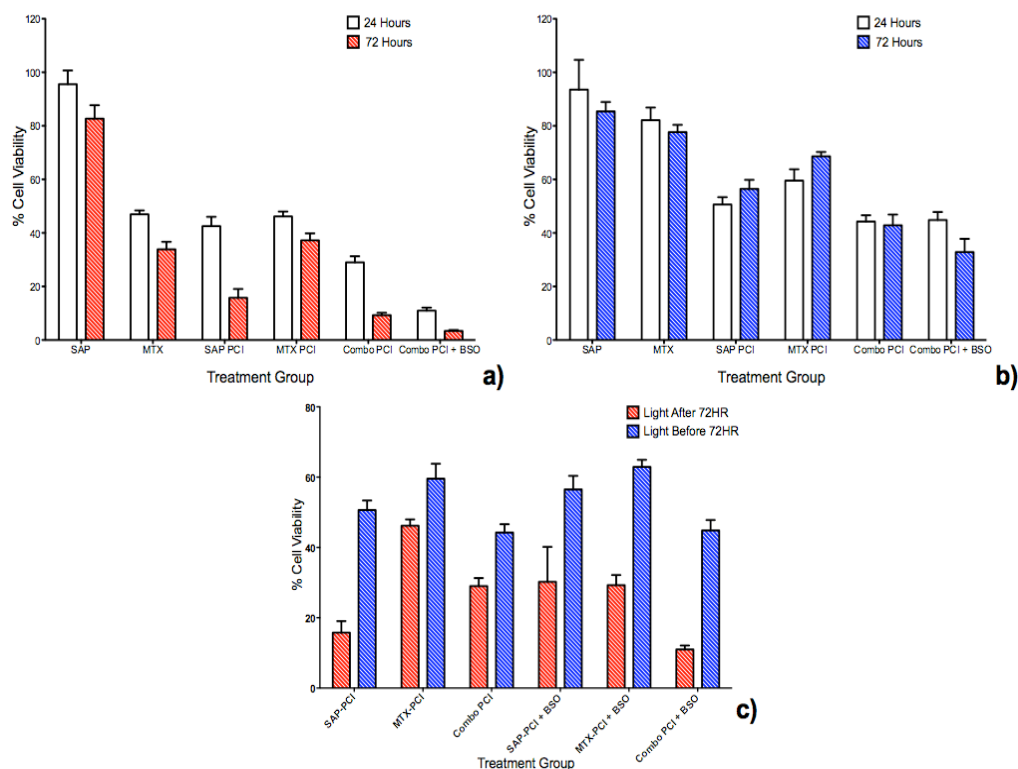 120
100
80
60
40
20
0
% Cell Viability
24 Hours
72 Hours
SAP
MTX
SAP PCI
MTX PCI
Combo PCI
Combo PCI + BSO
Treatment Group
a)
120
100
80
60
40
20
0
% Cell Viability
24 Hours
72 Hours
SAP
MTX
SAP PCI
MTX PCI
Combo PCI
Combo PCI + BSO
Treatment Group
b)
80
60
40
20
0
% Cell Viability
Light After 72HR
Light Before 72HR
SAP-PCI
MTX-PCI
Combo PCI
SAP-PCI + BSO
MTX-PCI + BSO
Combo PCI + BSO
Treatment Group
c)